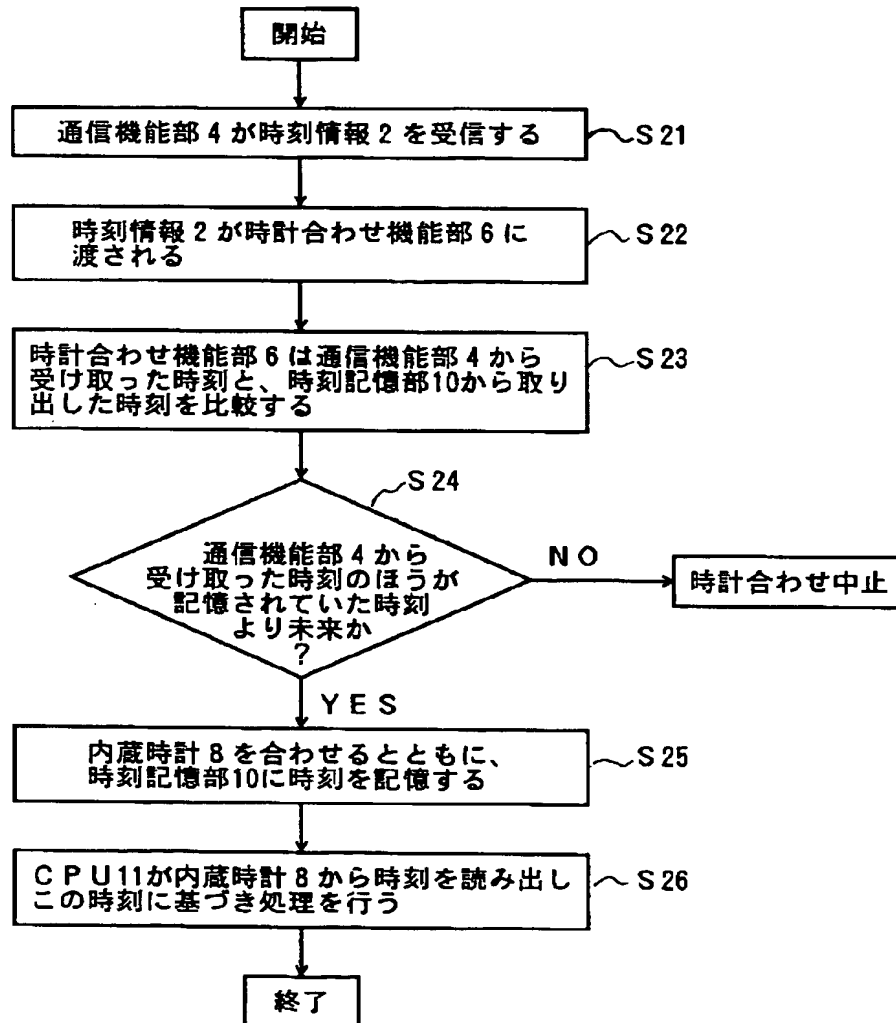 開始
通信機能部4が時刻情報2を受信する
S21
時刻情報2が時計合わせ機能部6に
渡される
S22
時計合わせ機能部6は通信機能部4から
受け取った時刻と、時刻記憶部10から取り
出した時刻を比較する
S23
S24
通信機能部4から
受け取った時刻のほうが
記憶されていた時刻
より未来か
?
NO
時計合わせ中止
YES
内蔵時計8を合わせるとともに、
時刻記憶部10に時刻を記憶する
S25
CPU11が内蔵時計8から時刻を読み出し
この時刻に基づき処理を行う
S26
終了